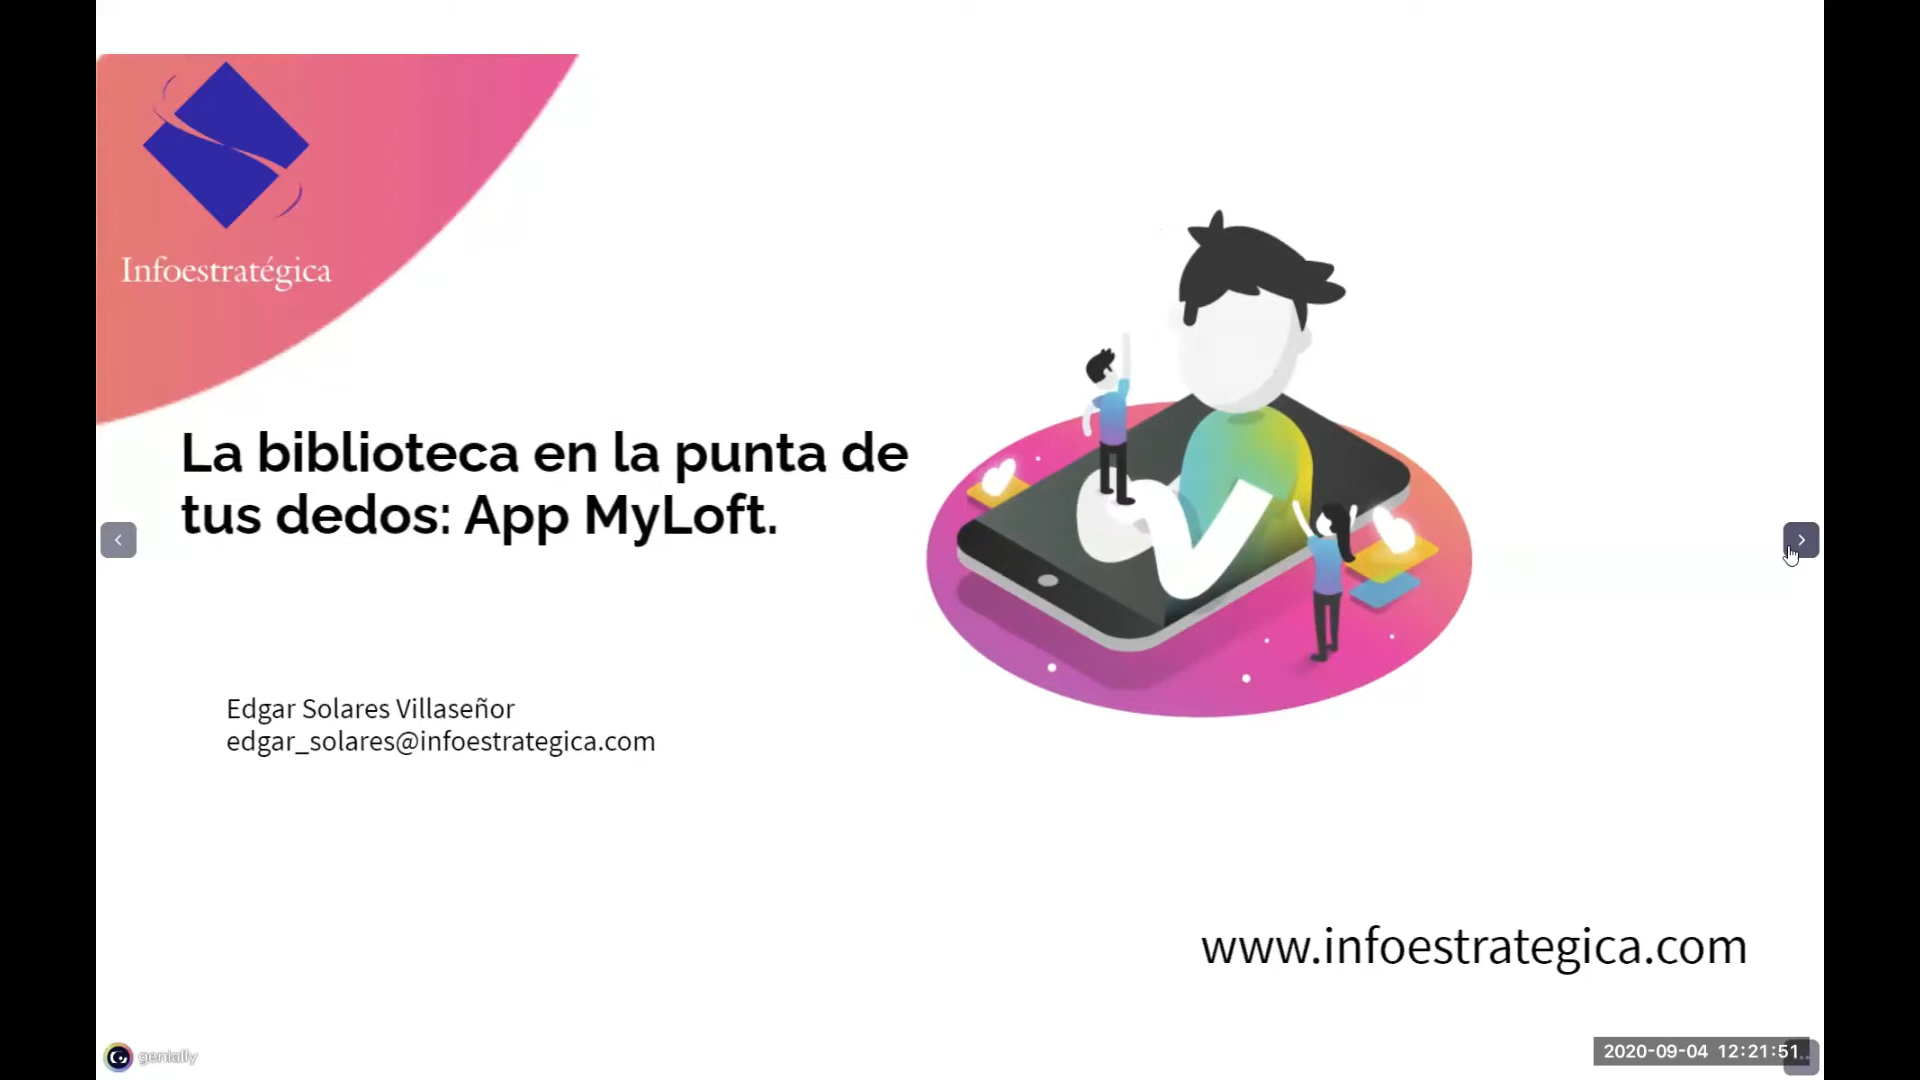 Infoestratégica
La biblioteca en la punta de
tus dedos: App MyLoft.
Edgar Solares Villaseñor
edgar_solares@infoestrategica.com
www.infoestrategica.com
genially
2020-09-04 12:21:51